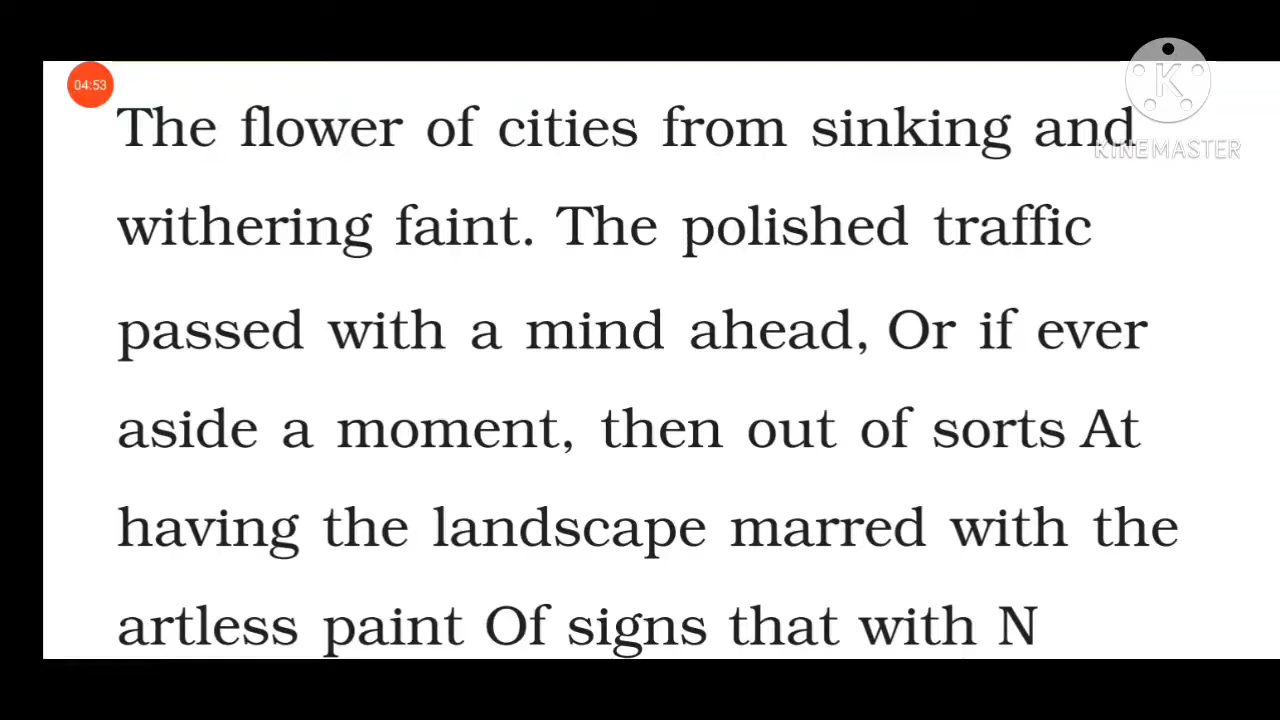 04:53
KINEMASTER
The flower of cities from sinking and
withering faint. The polished traffic
passed with a mind ahead, Or if ever
aside a moment, then out of sorts At
having the landscape marred with the
artless paint Of signs that with N